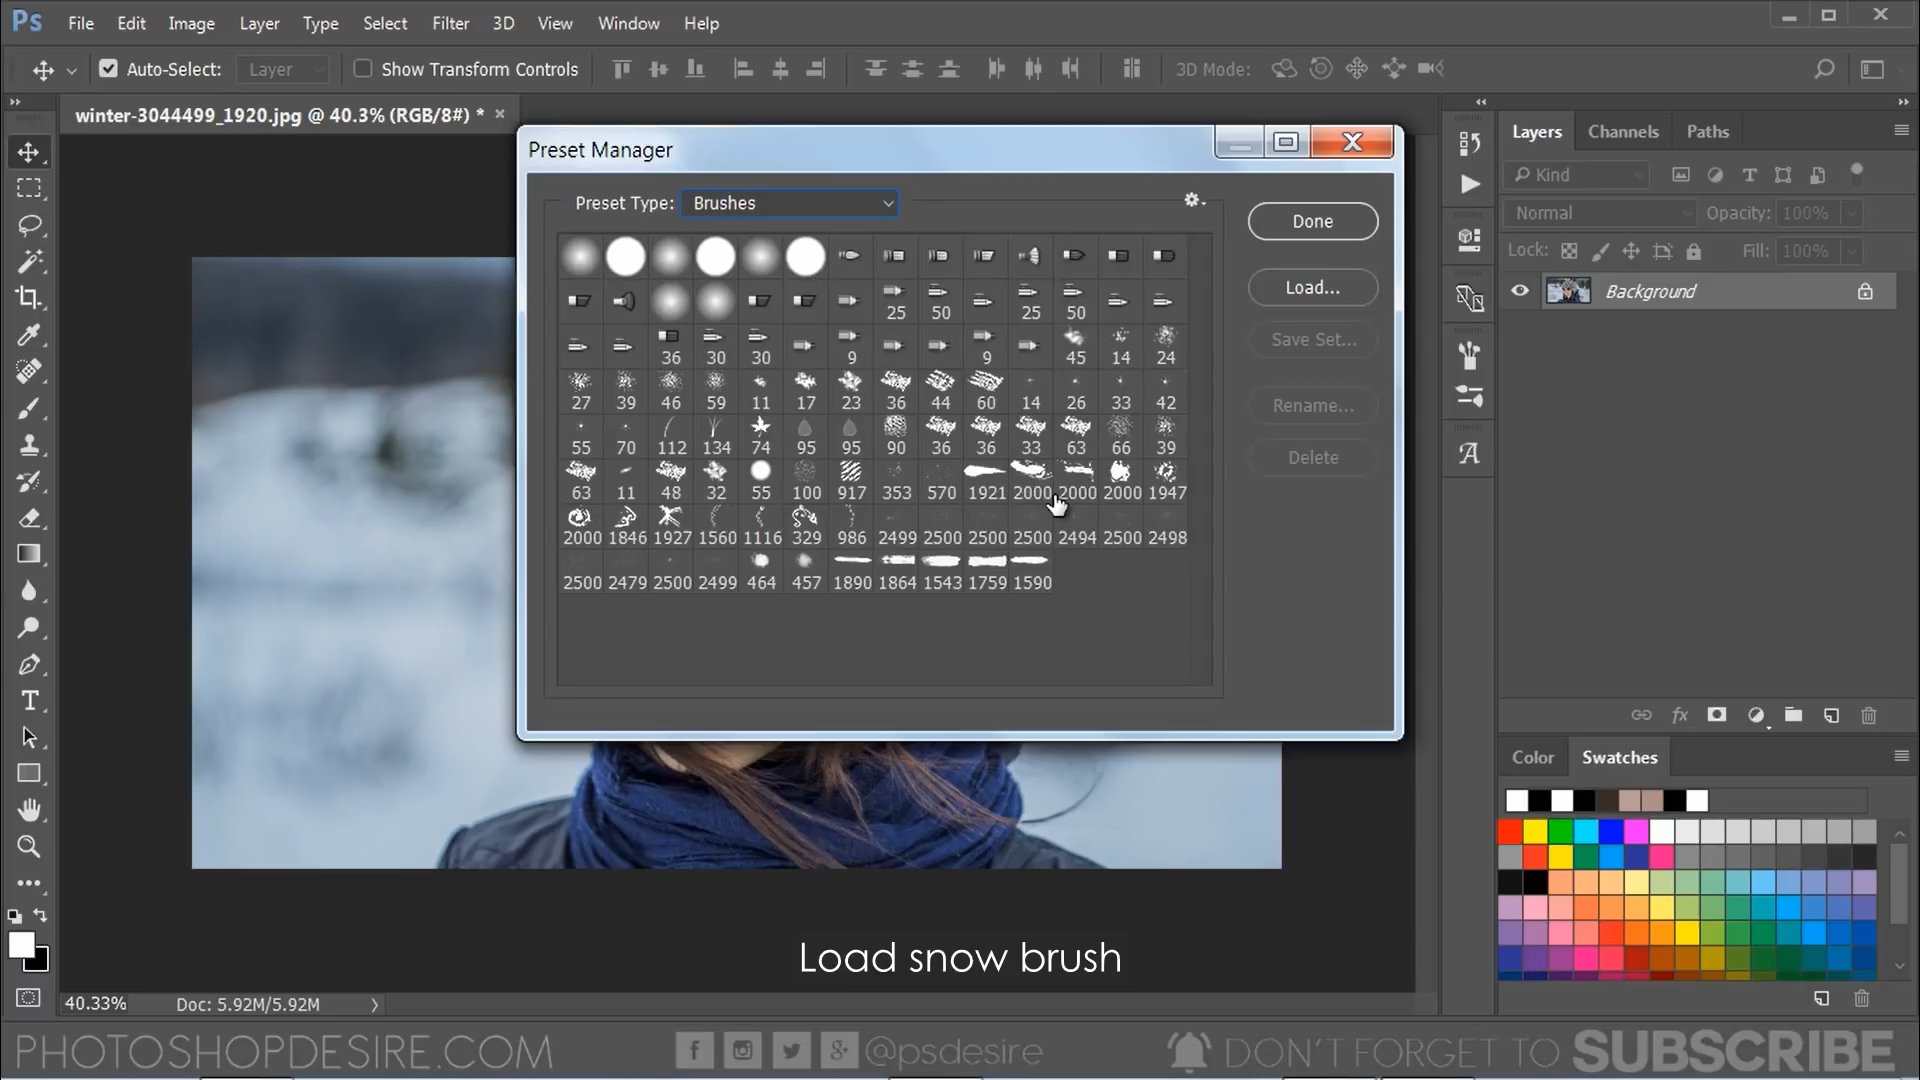 Ps File Edit Image Layer Type Select Filter 3D View Window Help
Auto-Select: Layer Show Transform Controls 3D Mode:
winter-3044499_1920.jpg @ 40.3% (RGB/8#) * ×
Preset Manager
Preset Type: Brushes
Done
Load...
Save Set...
Rename...
Delete
25 50 25 50
36 30 30 9 9 45 14 24
27 39 46 59 11 17 23 36 44 60 14 26 33 42
55 70 112 134 74 95 95 90 36 36 33 63 66 39
63 11 48 32 55 100 917 353 570 1921 2000 2000 2000 1947
2000 1846 1927 1560 1116 329 986 2499 2500 2500 2500 2494 2500 2498
2500 2479 2500 2499 464 457 1890 1864 1543 1759 1590
Layers Channels Paths
Kind
Normal Opacity: 100%
Lock: Fill: 100%
Background
fx
Color Swatches
Load snow brush
40.33% Doc: 5.92M/5.92M
PHOTOSHOPDESIRE.COM @psdesire DON'T FORGET TO SUBSCRIBE